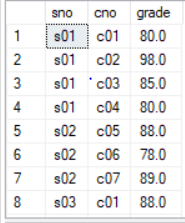 sno cno grade
1 s01 c01 80.0
2 s01 c02 98.0
3 s01 c03 85.0
4 s01 c04 80.0
5 s02 c05 88.0
6 s02 c06 78.0
7 s02 c07 89.0
8 s03 c01 88.0